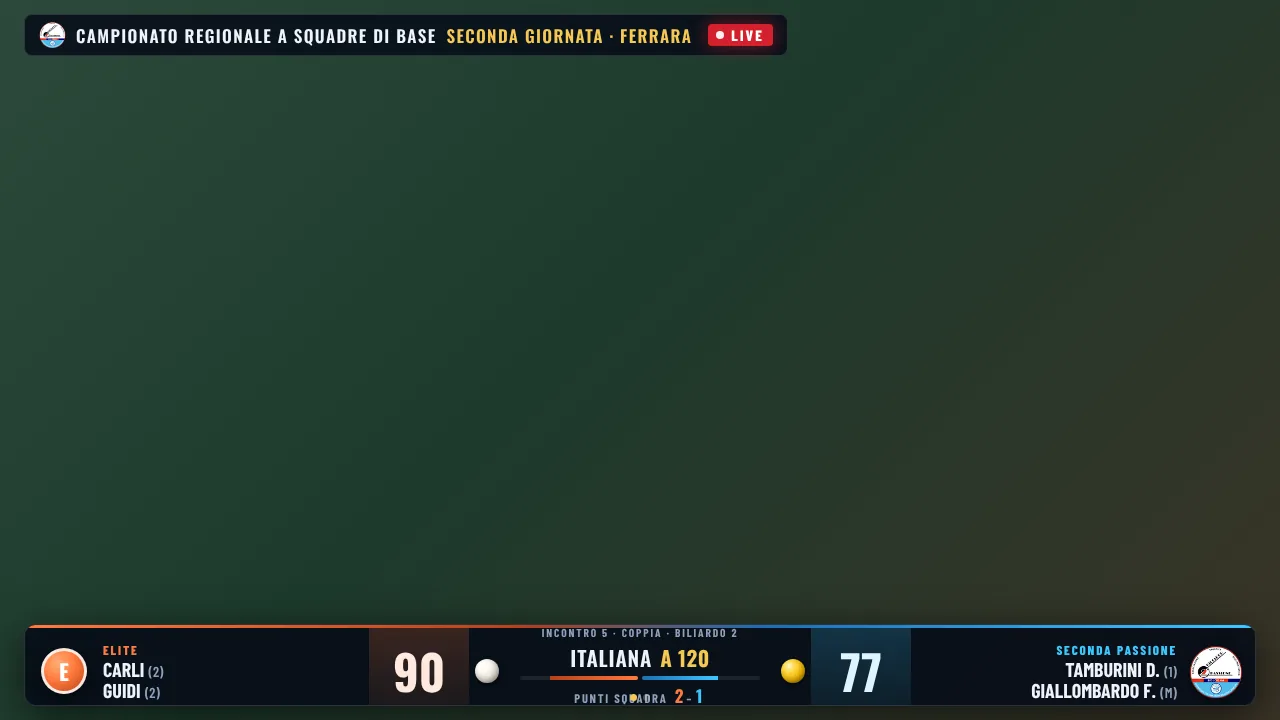 CAMPIONATO REGIONALE A SQUADRE DI BASE SECONDA GIORNATA · FERRARA LIVE
INCONTRO 5 · COPPIA · BILIARDO 2
E
ELITE
CARLI (2)
GUIDI (2)
90
ITALIANA A 120
PUNTI SQUADRA 2 - 1
77
SECONDA PASSIONE
TAMBURINI D. (1)
GIALLOMBARDO F. (M)